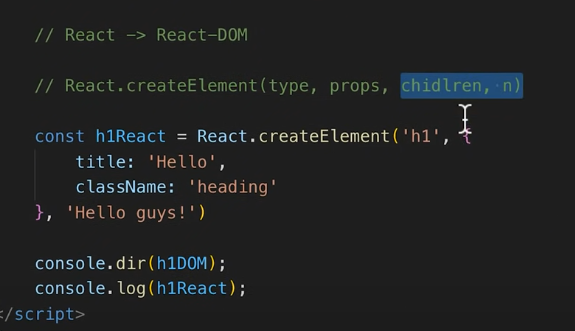 // React -> React-DOM
// React.createElement(type, props, chidlren, n)
const h1React = React.createElement('h1', {
title: 'Hello',
className: 'heading'
}, 'Hello guys!')
console.dir(h1DOM);
console.log(h1React);
</script>